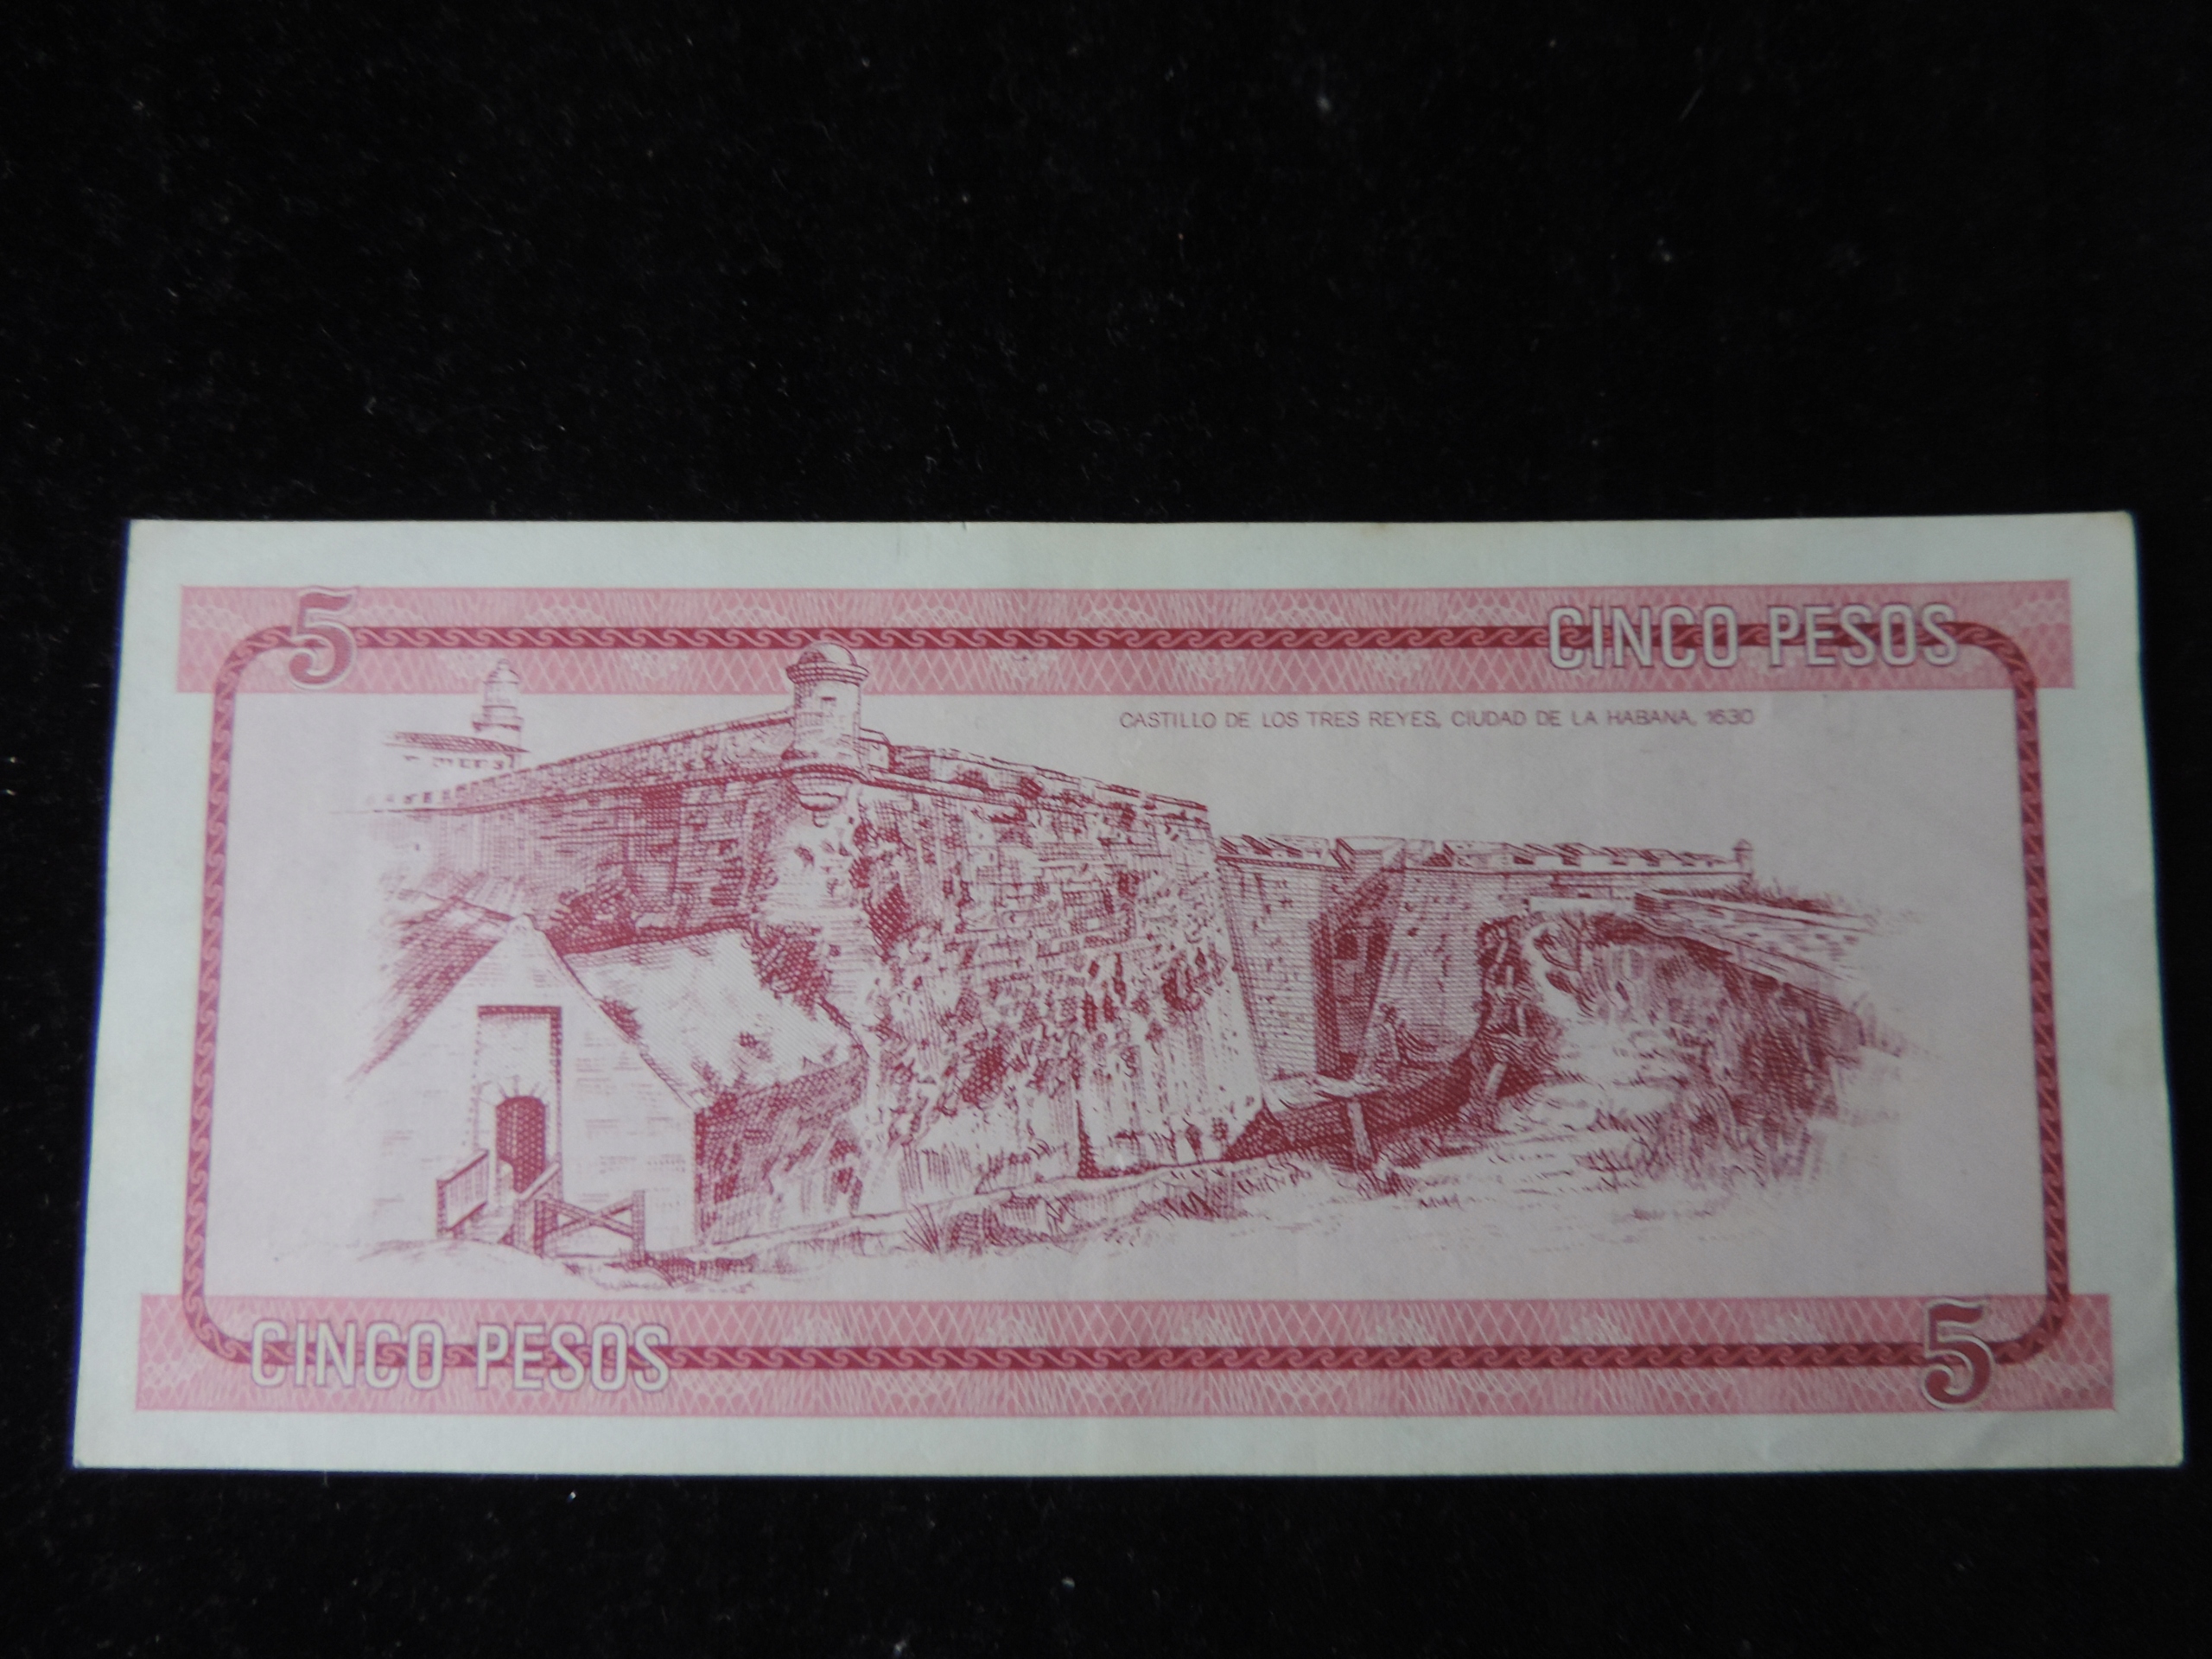 5
CINCO PESOS
CASTILLO DE LOS TRES REYES, CIUDAD DE LA HABANA, 1630
CINCO PESOS
5